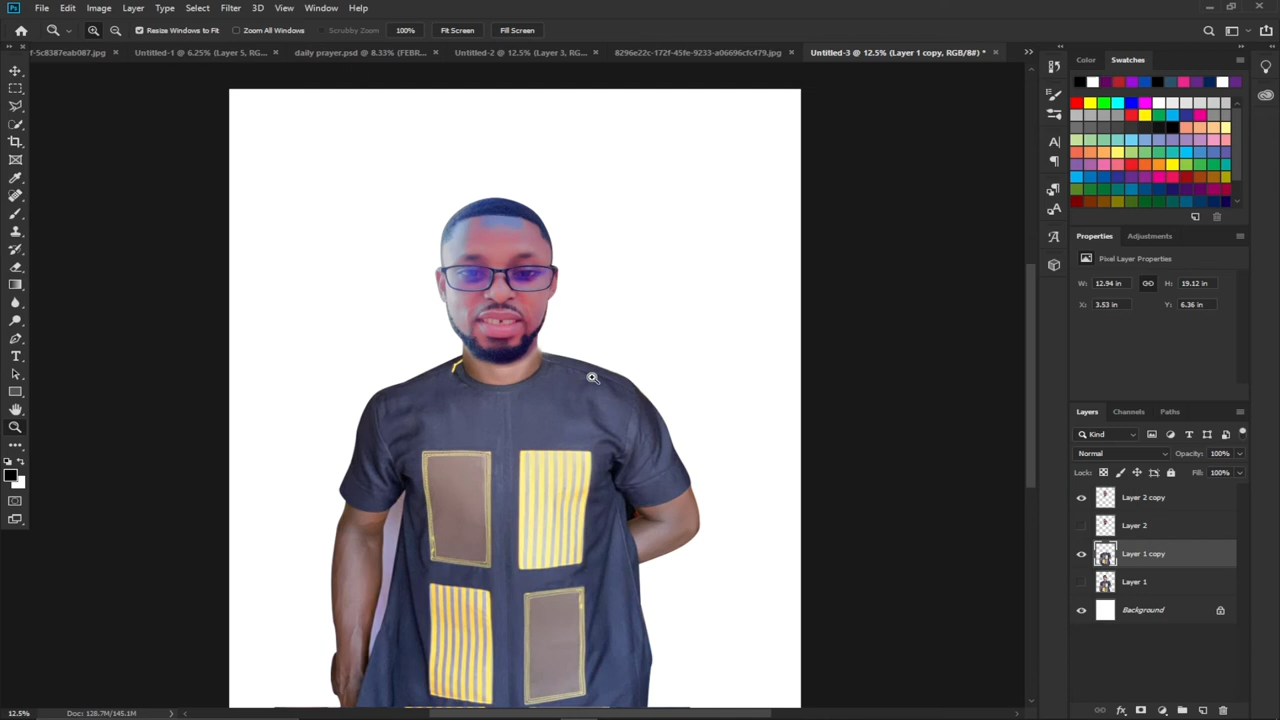 Ps File Edit Image Layer Type Select Filter 3D View Window Help
Resize Windows to Fit Zoom All Windows Scrubby Zoom 100% Fit Screen Fill Screen
f-5c8387eab087.jpg × Untitled-1 @ 6.25% (Layer 5, RG... × daily prayer.psd @ 8.33% (FEBR... × Untitled-2 @ 12.5% (Layer 3, RG... × 8296e22c-172f-45fe-9233-a06696cfc479.jpg × Untitled-3 @ 12.5% (Layer 1 copy, RGB/8#) * ×
Color Swatches
Properties Adjustments
Pixel Layer Properties
W: 12.94 in H: 19.12 in
X: 3.53 in Y: 6.36 in
Layers Channels Paths
Kind
Normal Opacity: 100%
Lock: Fill: 100%
Layer 2 copy
Layer 2
Layer 1 copy
Layer 1
Background
12.5% Doc: 128.7M/145.1M